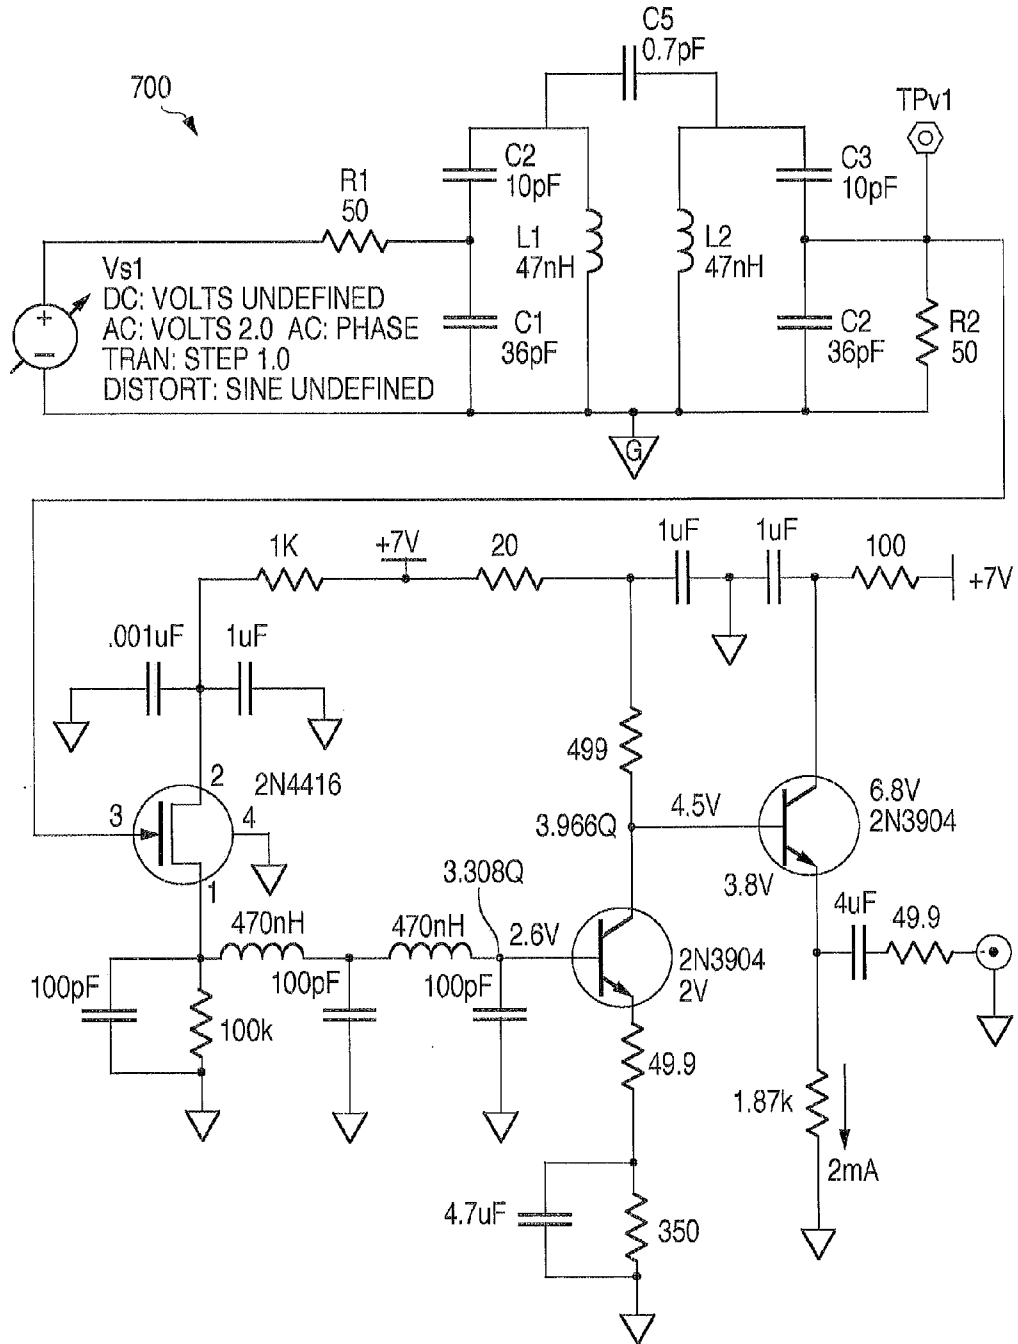 C5
0.7pF
700
TPv1
C2
10pF
C3
10pF
R1
50
L1
47nH
L2
47nH
Vs1
DC: VOLTS UNDEFINED
AC: VOLTS 2.0 AC: PHASE
TRAN: STEP 1.0
DISTORT: SINE UNDEFINED
+
−
C1
36pF
C2
36pF
R2
50
G
1K
+7V
20
1uF
1uF
100
+7V
.001uF
1uF
499
2
2N4416
3
4
1
3.966Q
4.5V
6.8V
2N3904
3.8V
3.308Q
470nH
470nH
2.6V
4uF
49.9
2N3904
2V
100pF
100pF
100pF
100k
49.9
1.87k
2mA
4.7uF
350